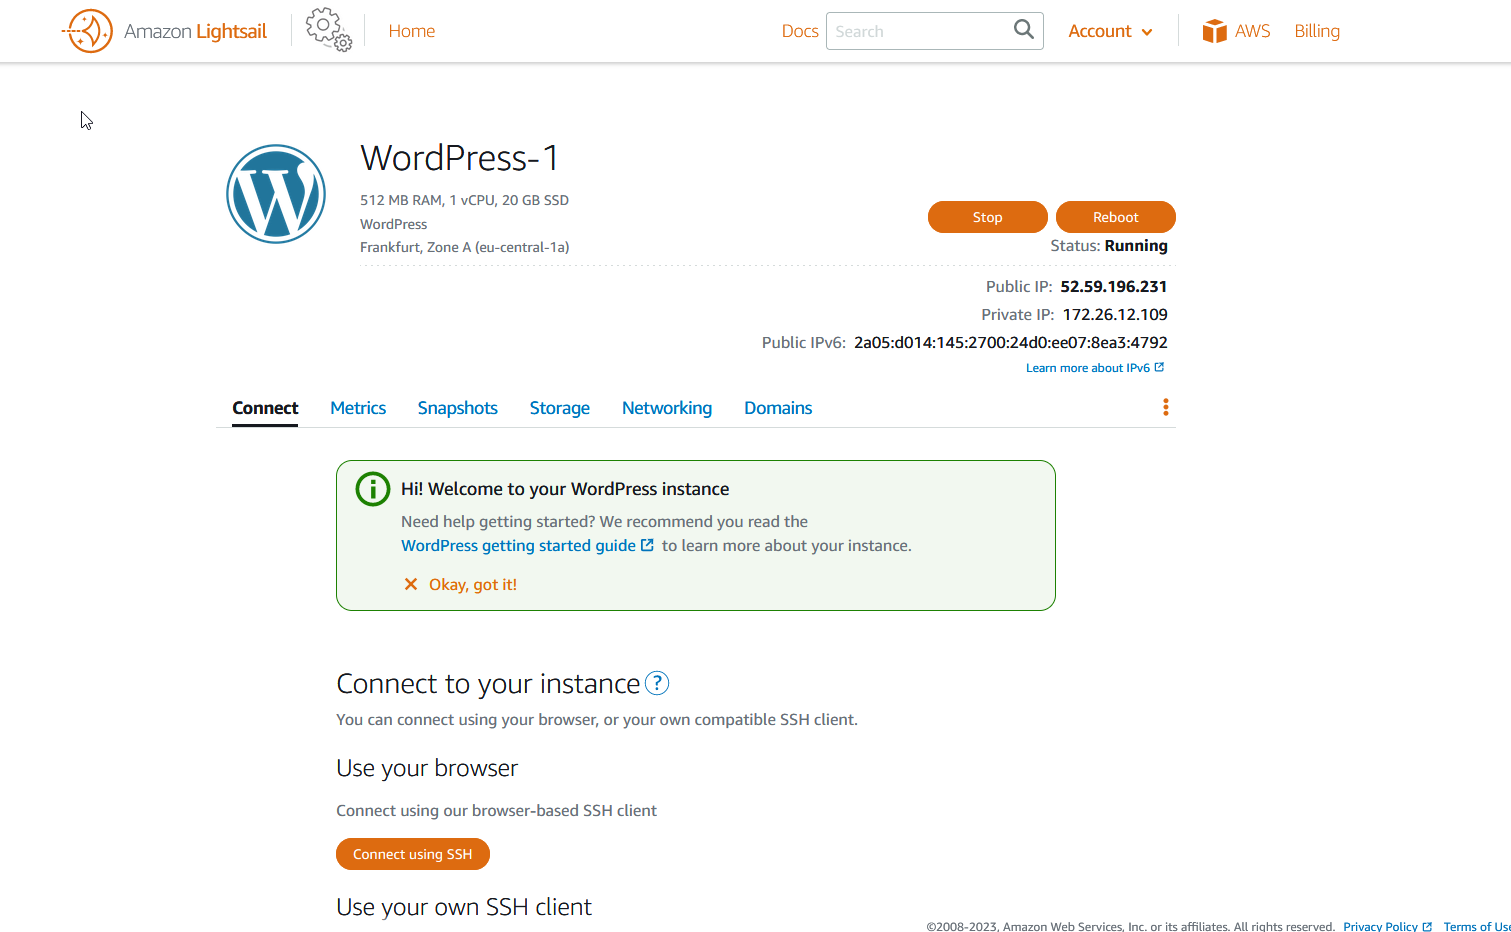 Amazon Lightsail Home Docs Search Account AWS Billing
WordPress-1
512 MB RAM, 1 vCPU, 20 GB SSD
WordPress
Frankfurt, Zone A (eu-central-1a)
Stop Reboot
Status: Running
Public IP: 52.59.196.231
Private IP: 172.26.12.109
Public IPv6: 2a05:d014:145:2700:24d0:ee07:8ea3:4792
Learn more about IPv6
Connect Metrics Snapshots Storage Networking Domains
Hi! Welcome to your WordPress instance
Need help getting started? We recommend you read the
WordPress getting started guide to learn more about your instance.
Okay, got it!
Connect to your instance ?
You can connect using your browser, or your own compatible SSH client.
Use your browser
Connect using our browser-based SSH client
Connect using SSH
Use your own SSH client
©2008-2023, Amazon Web Services, Inc. or its affiliates. All rights reserved. Privacy Policy Terms of Us